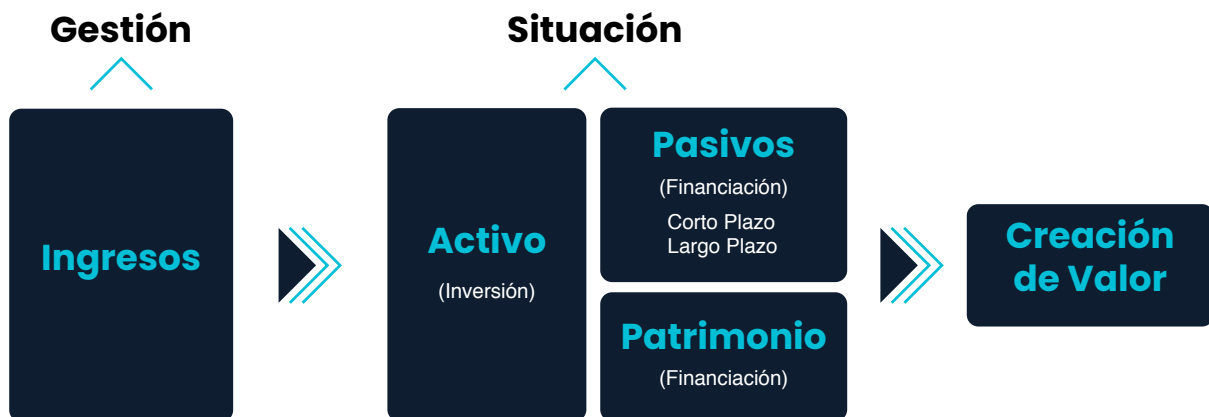 Gestión
Situación
Ingresos
Activo
(Inversión)
Pasivos
(Financiación)
Corto Plazo
Largo Plazo
Patrimonio
(Financiación)
Creación
de Valor